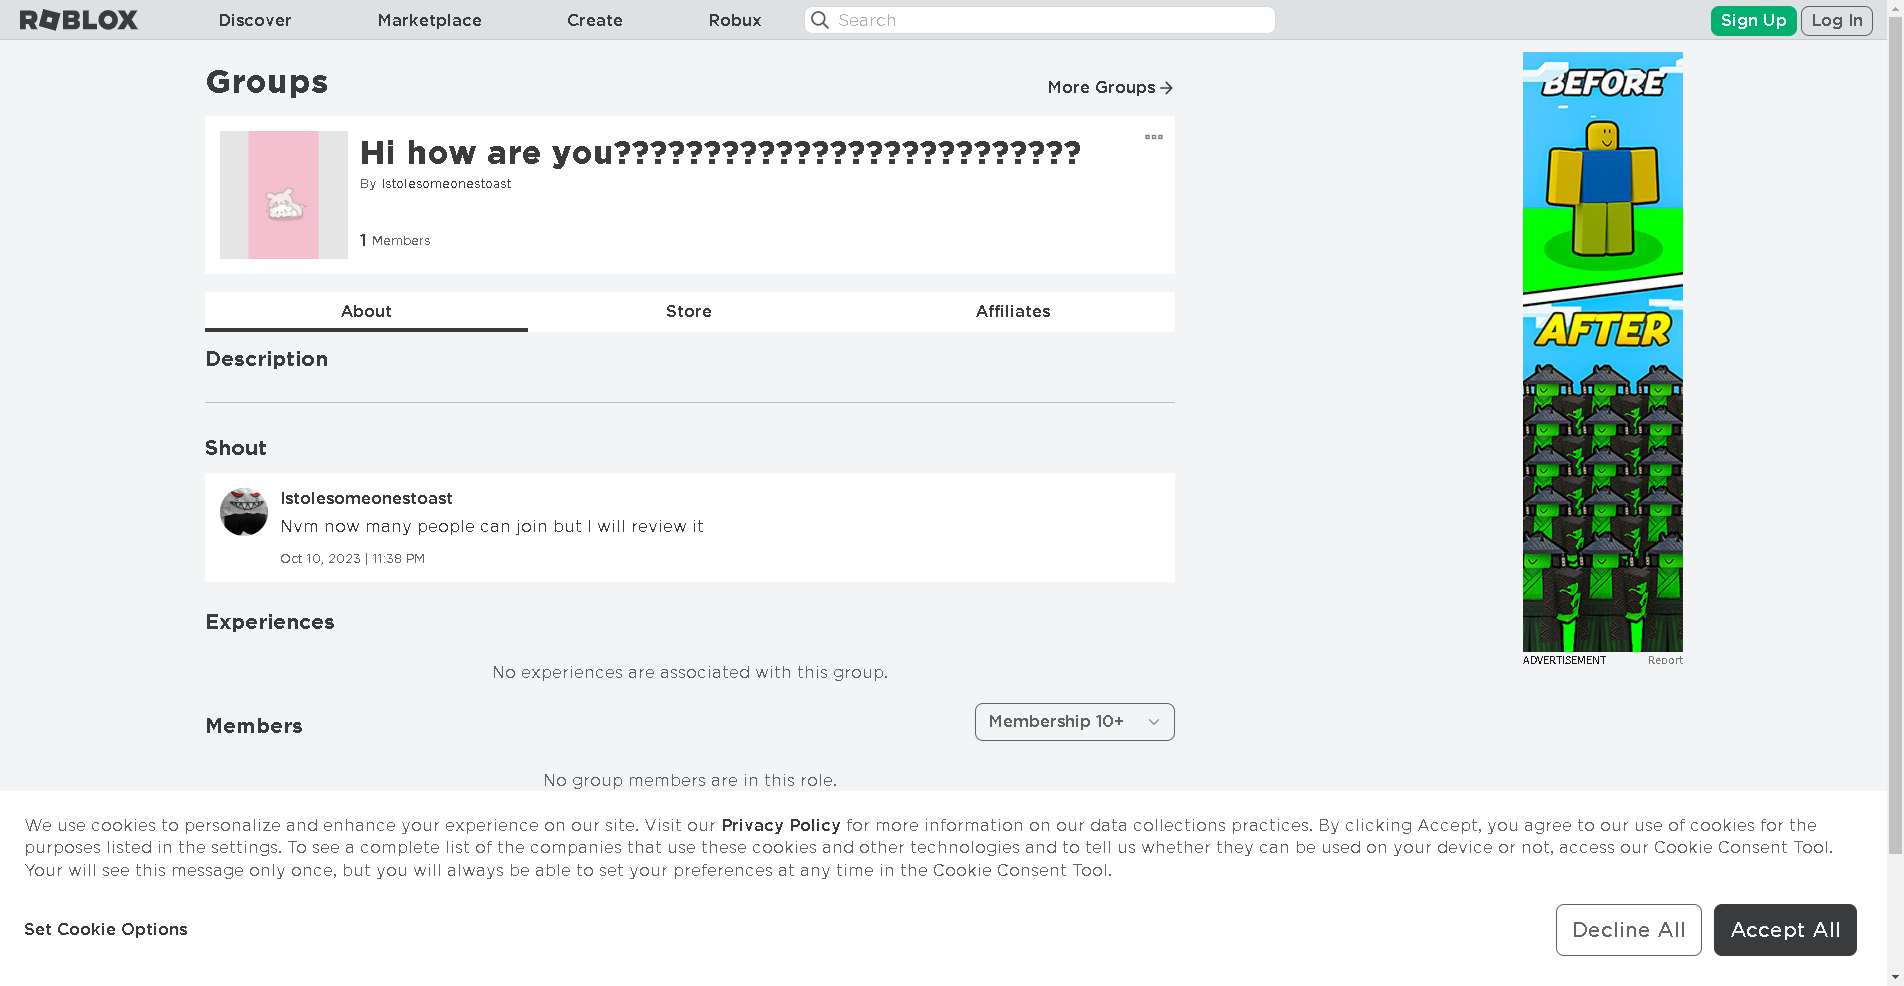 ROBLOX
Discover
Marketplace
Create
Robux
Search
Sign Up
Log In
Groups
More Groups
Hi how are you??????????????????????????
By Istolesomeonestoast
1 Members
About
Store
Affiliates
Description
Shout
Istolesomeonestoast
Nvm now many people can join but I will review it
Oct 10, 2023 | 11:38 PM
Experiences
No experiences are associated with this group.
Members
Membership 10+
No group members are in this role.
BEFORE
AFTER
ADVERTISEMENT
Report
We use cookies to personalize and enhance your experience on our site. Visit our Privacy Policy for more information on our data collections practices. By clicking Accept, you agree to our use of cookies for the
purposes listed in the settings. To see a complete list of the companies that use these cookies and other technologies and to tell us whether they can be used on your device or not, access our Cookie Consent Tool.
Your will see this message only once, but you will always be able to set your preferences at any time in the Cookie Consent Tool.
Set Cookie Options
Decline All
Accept All